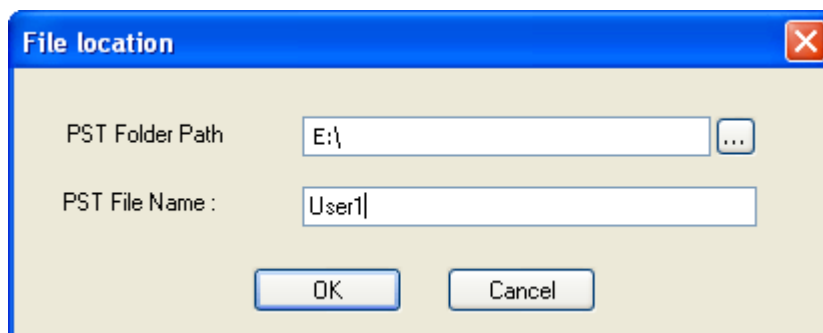 File location
PST Folder Path E:\ ...
PST File Name : User1
OK Cancel